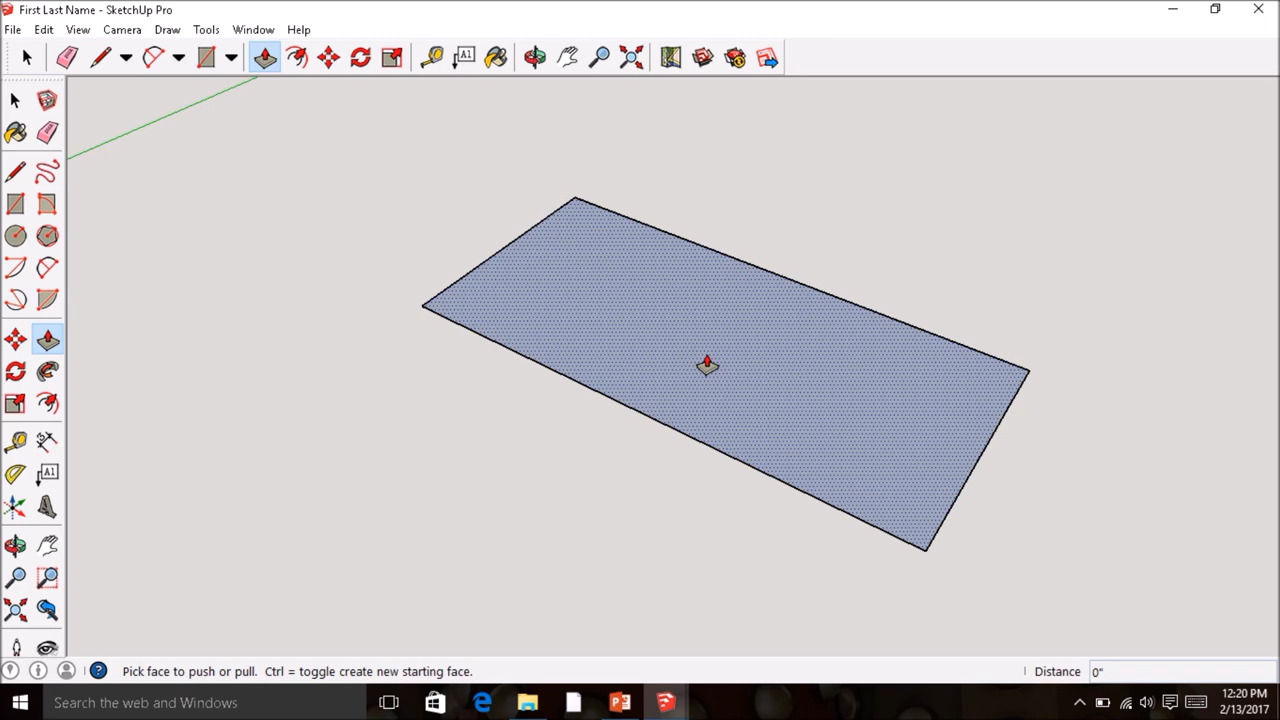 First Last Name - SketchUp Pro
File Edit View Camera Draw Tools Window Help
A1
A1
Pick face to push or pull. Ctrl = toggle create new starting face.
Distance 0"
Search the web and Windows
12:20 PM
2/13/2017